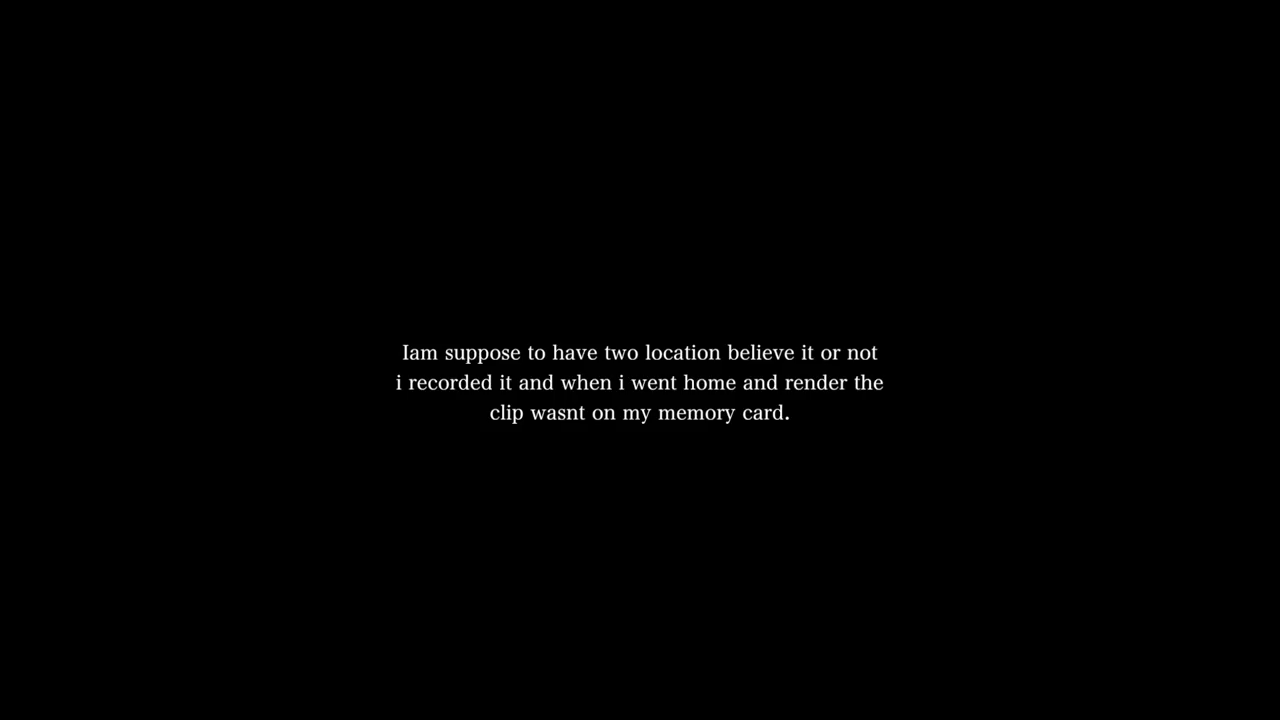 Iam suppose to have two location believe it or not
i recorded it and when i went home and render the
clip wasnt on my memory card.